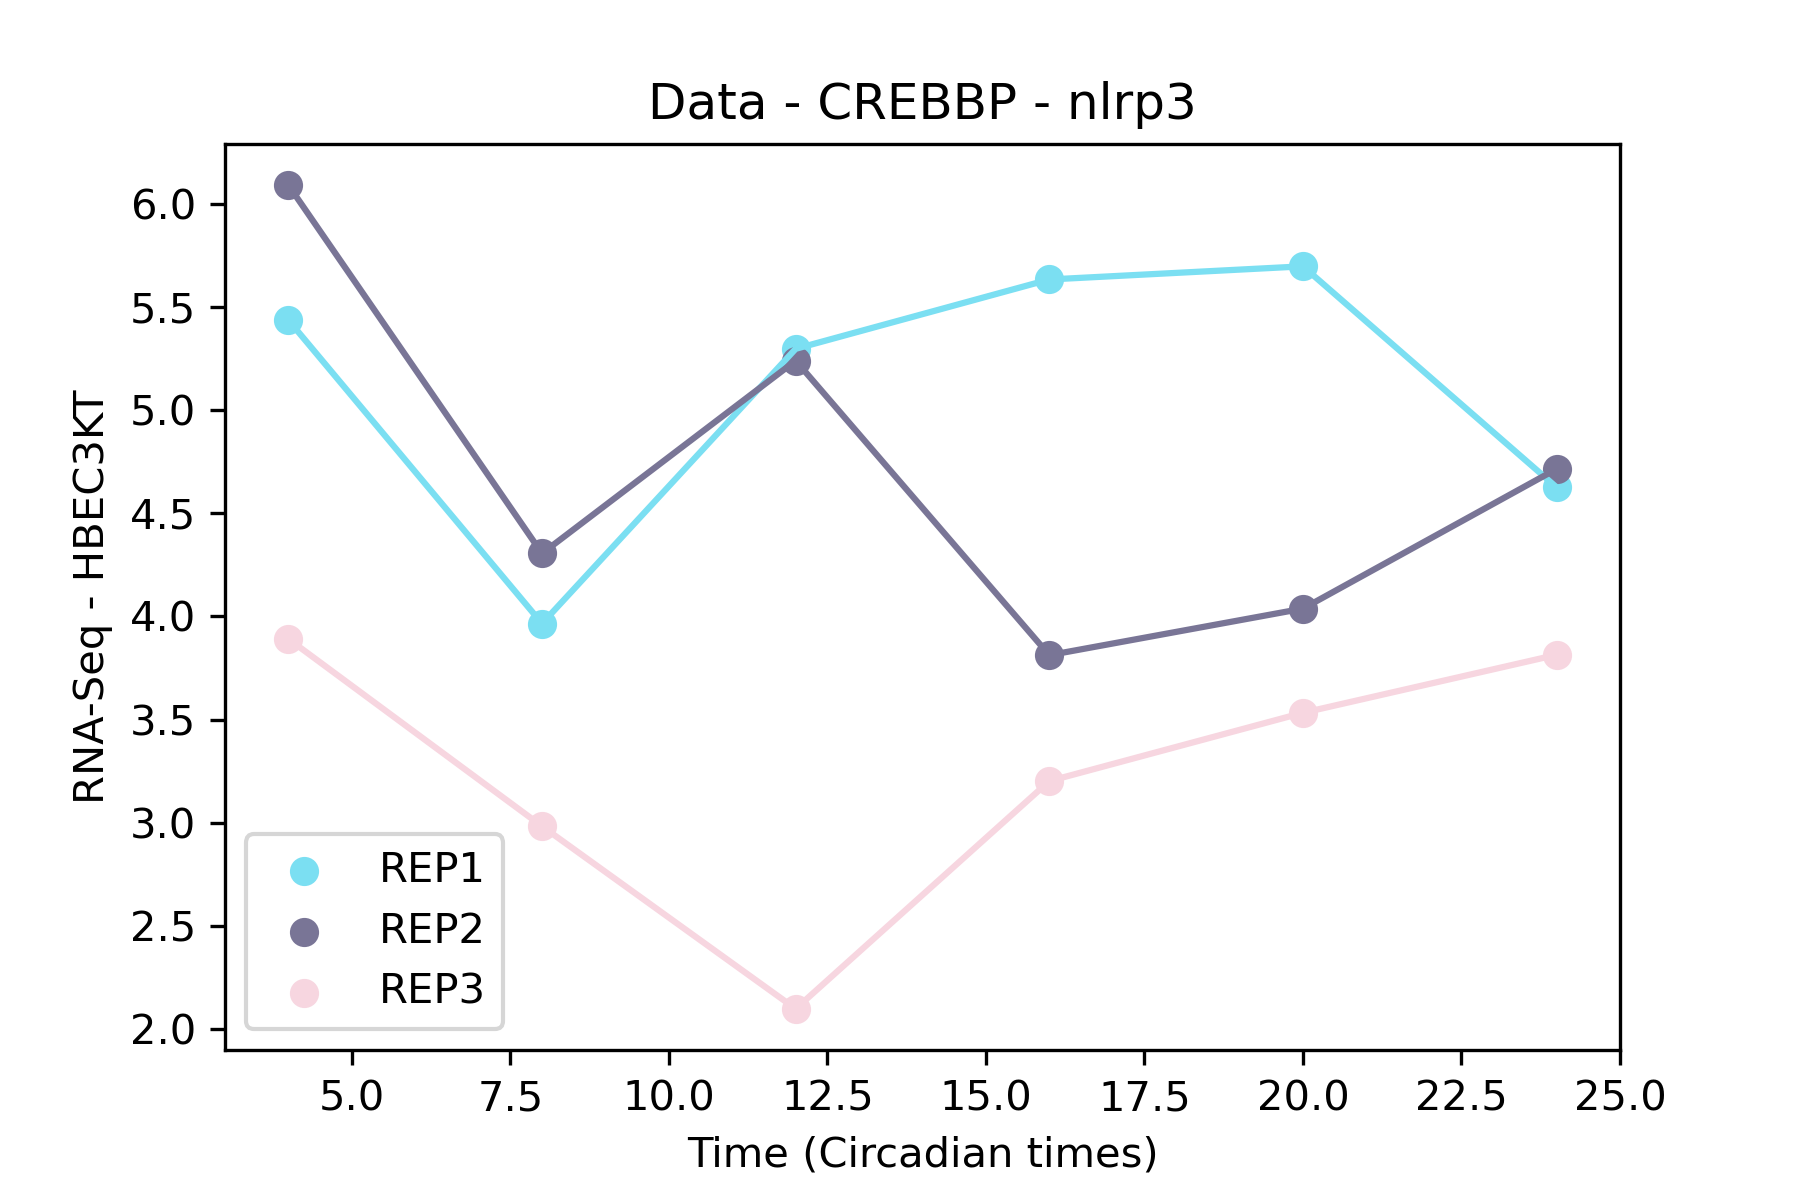 Data - CREBBP - nlrp3
RNA-Seq - HBEC3KT
6.0
5.5
5.0
4.5
4.0
3.5
3.0
2.5
2.0
REP1
REP2
REP3
5.0 7.5 10.0 12.5 15.0 17.5 20.0 22.5 25.0
Time (Circadian times)